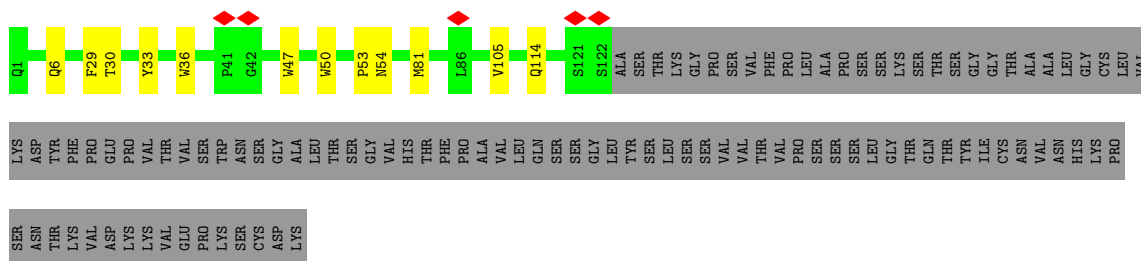 Q1 Q6 F29 T30 Y33 W36 P41 G42 W47 W50 P53 N54 M81 L86 V105 Q114 S121 S122 ALA SER THR LYS GLY PRO SER VAL PHE PRO LEU ALA PRO SER SER LYS SER THR SER GLY GLY THR ALA ALA LEU GLY CYS LEU VAL
LYS ASP TYR PHE PRO GLU PRO VAL THR VAL SER TRP ASN SER GLY ALA LEU THR SER GLY VAL HIS THR PHE PRO ALA VAL LEU GLN SER SER GLY LEU TYR SER LEU SER SER VAL VAL THR VAL PRO SER SER SER LEU GLY THR GLN THR TYR ILE CYS ASN VAL ASN HIS LYS PRO
SER ASN THR LYS VAL ASP LYS LYS VAL GLU PRO LYS SER CYS ASP LYS